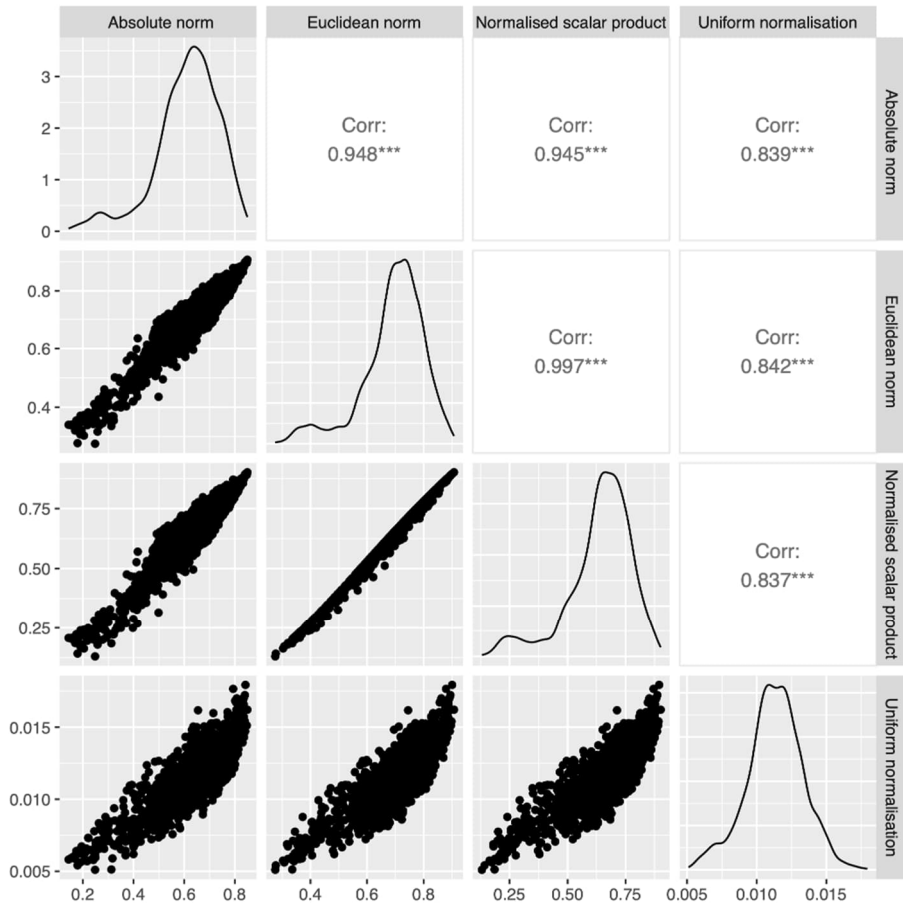 Absolute norm
Euclidean norm
Normalised scalar product
Uniform normalisation
3
2
1
0
Corr:
0.948***
Corr:
0.945***
Corr:
0.839***
Absolute norm
0.8
0.6
0.4
Corr:
0.997***
Corr:
0.842***
Euclidean norm
0.75
0.50
0.25
Corr:
0.837***
Normalised scalar product
0.015
0.010
0.005
Uniform normalisation
0.2 0.4 0.6 0.8
0.4 0.6 0.8
0.25 0.50 0.75
0.005 0.010 0.015